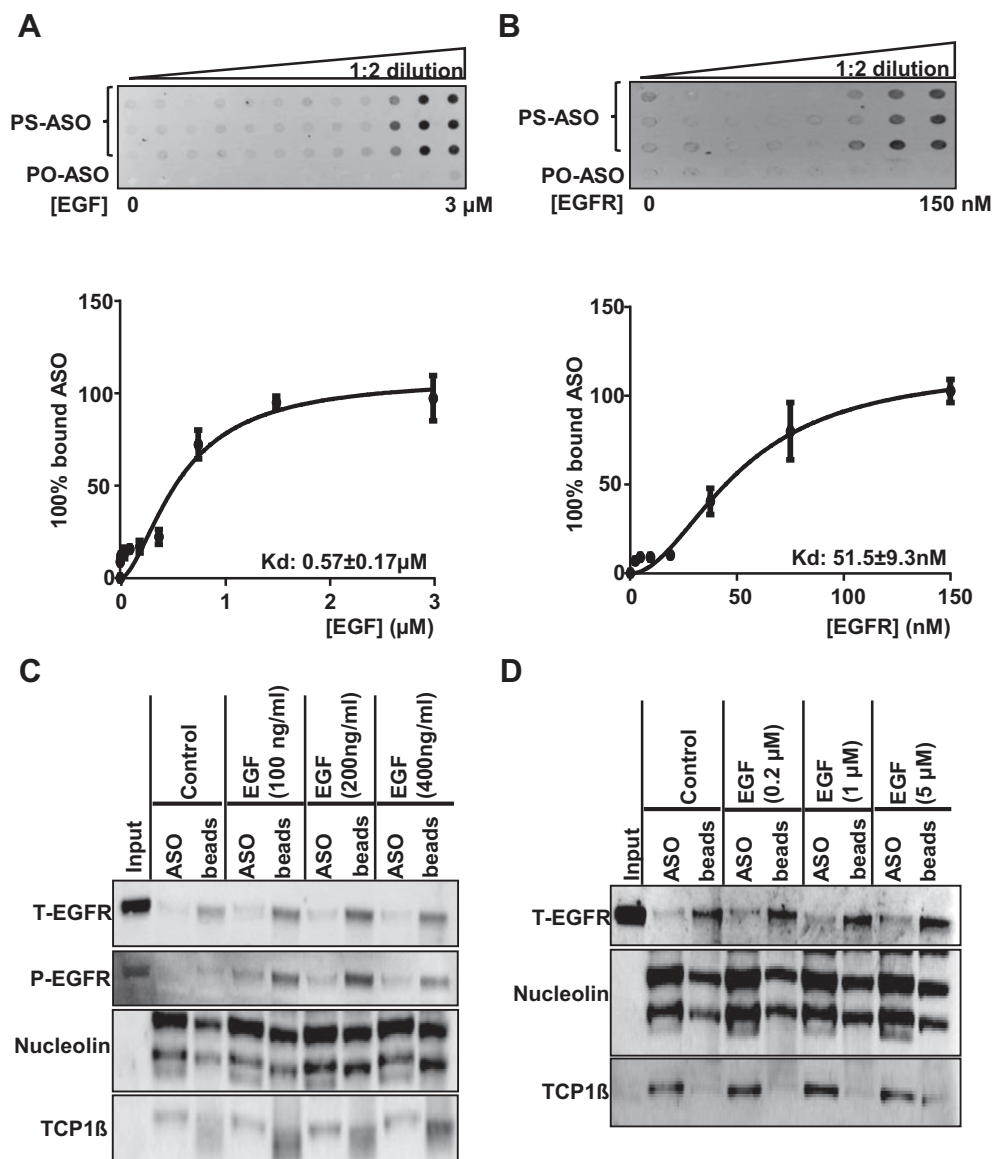 A
1:2 dilution
PS-ASO
PO-ASO
[EGF] 0 3 µM
B
1:2 dilution
PS-ASO
PO-ASO
[EGFR] 0 150 nM
150
100
50
0
100% bound ASO
Kd: 0.57±0.17µM
0 1 2 3
[EGF] (µM)
150
100
50
0
100% bound ASO
Kd: 51.5±9.3nM
0 50 100 150
[EGFR] (nM)
C
Control
EGF (100 ng/ml)
EGF (200ng/ml)
EGF (400ng/ml)
Input ASO beads ASO beads ASO beads ASO beads
T-EGFR
P-EGFR
Nucleolin
TCP1ß
D
Control
EGF (0.2 µM)
EGF (1 µM)
EGF (5 µM)
Input ASO beads ASO beads ASO beads ASO beads
T-EGFR
Nucleolin
TCP1ß